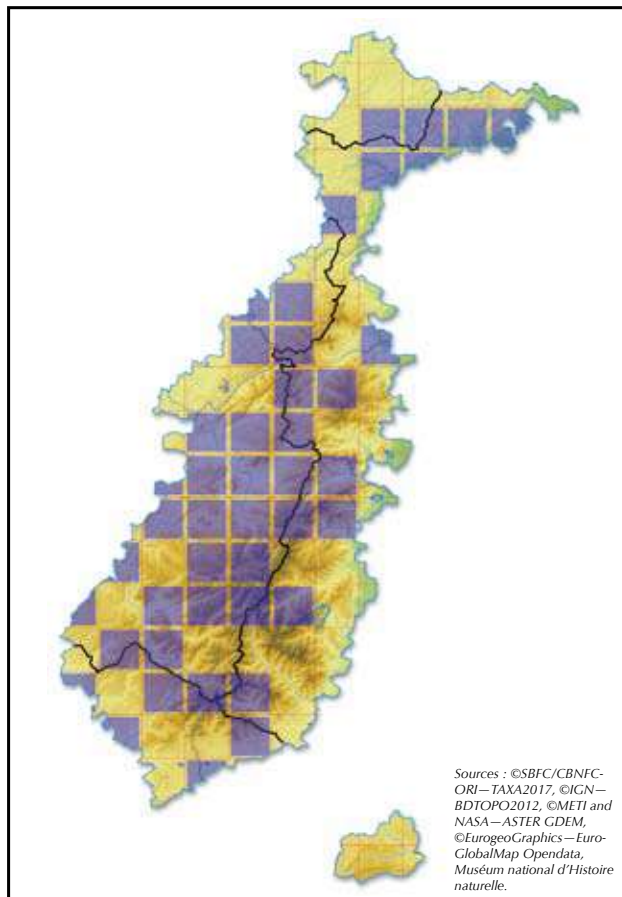 Sources : ©SBFC/CBNFC-
ORI—TAXA2017, ©IGN—
BDTOPO2012, ©METI and
NASA—ASTER GDEM,
©EurogeoGraphics—Euro-
GlobalMap Opendata,
Muséum national d'Histoire
naturelle.